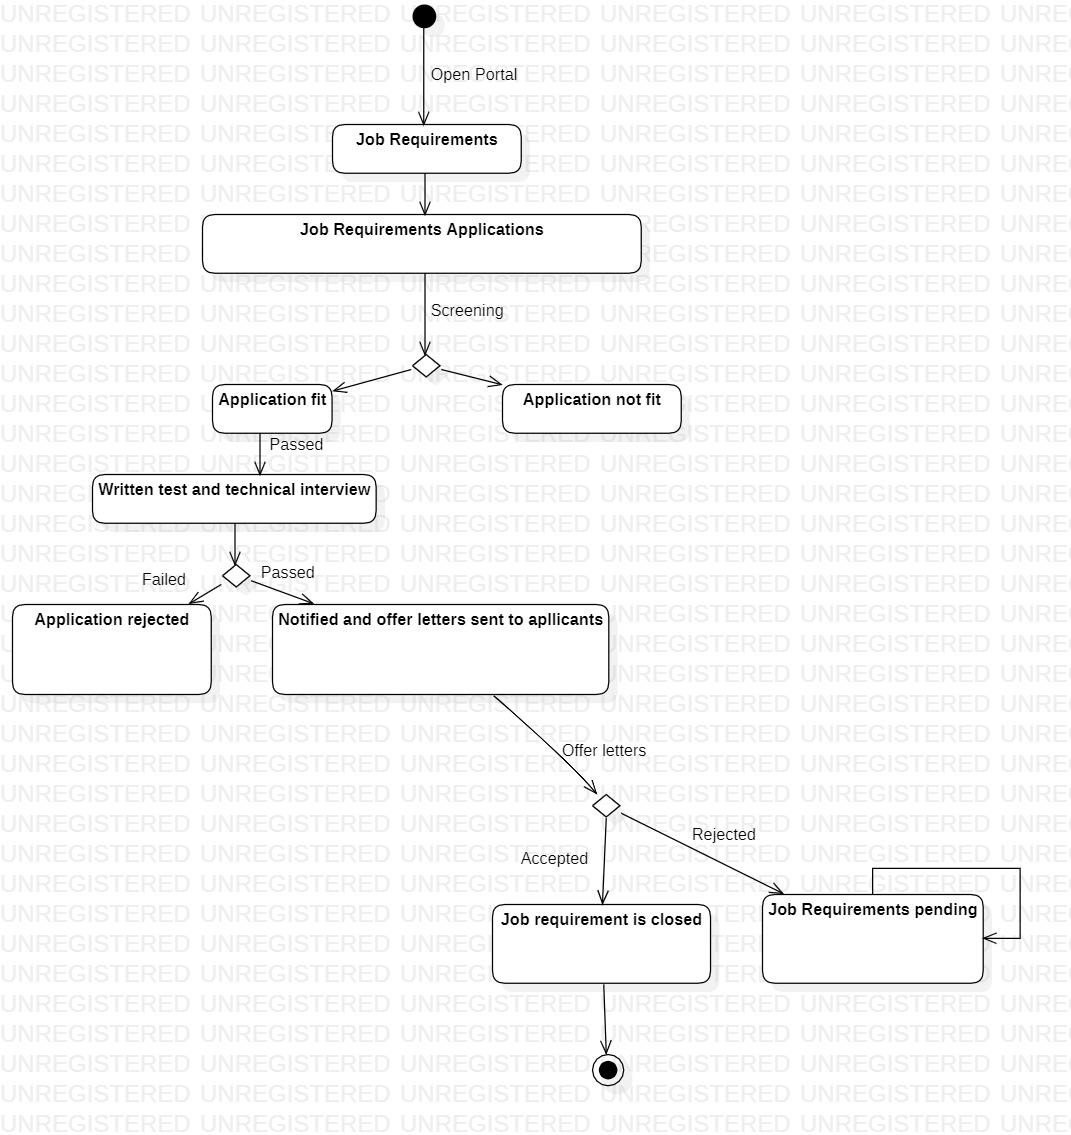 Open Portal
Job Requirements
Job Requirements Applications
Screening
Application fit
Application not fit
Passed
Written test and technical interview
Failed
Passed
Application rejected
Notified and offer letters sent to apllicants
Offer letters
Rejected
Accepted
Job Requirements pending
Job requirement is closed
UNREGISTERED